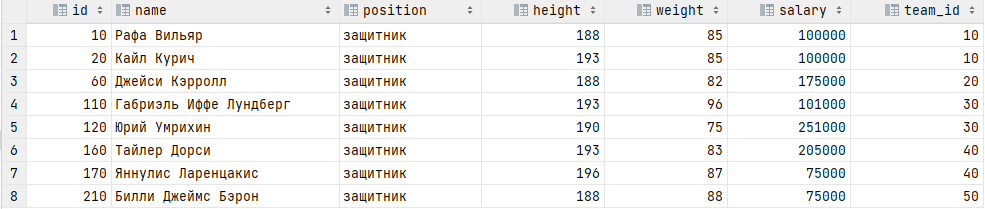 id name position height weight salary team_id
1 10 Рафа Вильяр защитник 188 85 100000 10
2 20 Кайл Курич защитник 193 85 100000 10
3 60 Джейси Кэрролл защитник 188 82 175000 20
4 110 Габриэль Иффе Лундберг защитник 193 96 101000 30
5 120 Юрий Умрихин защитник 190 75 251000 30
6 160 Тайлер Дорси защитник 193 83 205000 40
7 170 Яннулис Ларенцакис защитник 196 87 75000 40
8 210 Билли Джеймс Бэрон защитник 188 88 75000 50